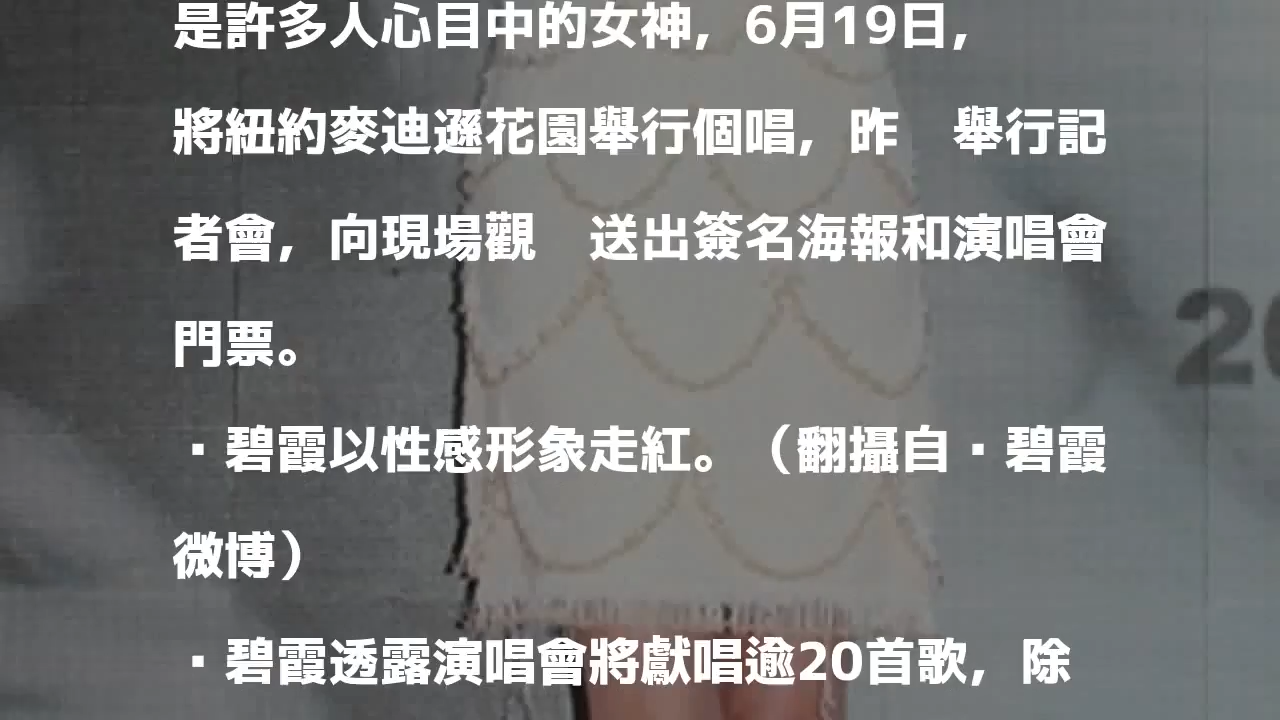 是許多人心目中的女神，6月19日，
將紐約麥迪遜花園舉行個唱，昨　舉行記
者會，向現場觀　送出簽名海報和演唱會
門票。
·碧霞以性感形象走紅。（翻攝自·碧霞
微博）
·碧霞透露演唱會將獻唱逾20首歌，除
20